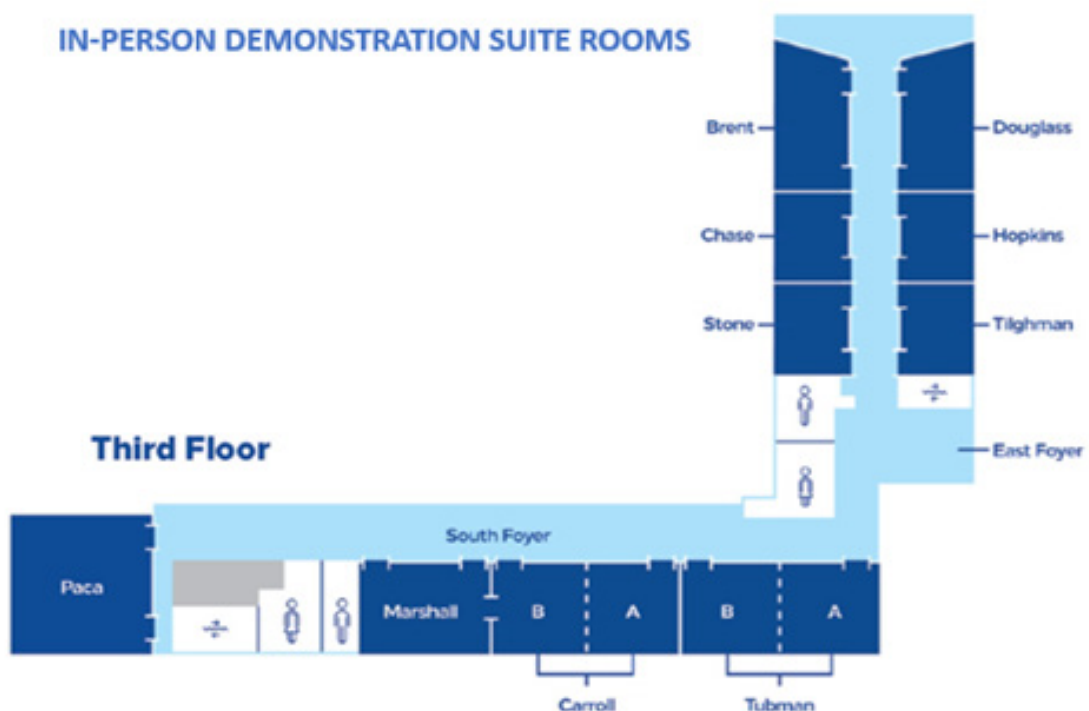 IN-PERSON DEMONSTRATION SUITE ROOMS
Brent
Douglass
Chase
Hopkins
Stone
Tilghman
Third Floor
East Foyer
South Foyer
Paca
Marshall
B
A
B
A
Carroll
Tubman